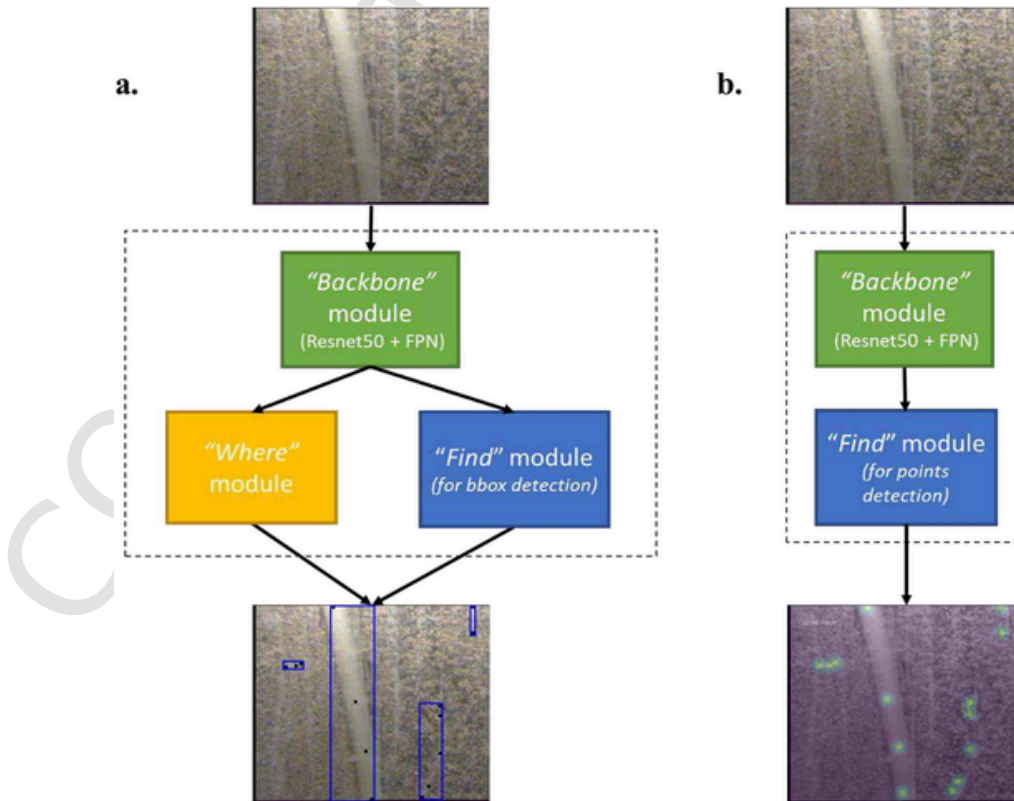 a.
"Backbone"
module
(Resnet50 + FPN)
"Where"
module
"Find" module
(for bbox detection)
b.
"Backbone"
module
(Resnet50 + FPN)
"Find" module
(for points
detection)